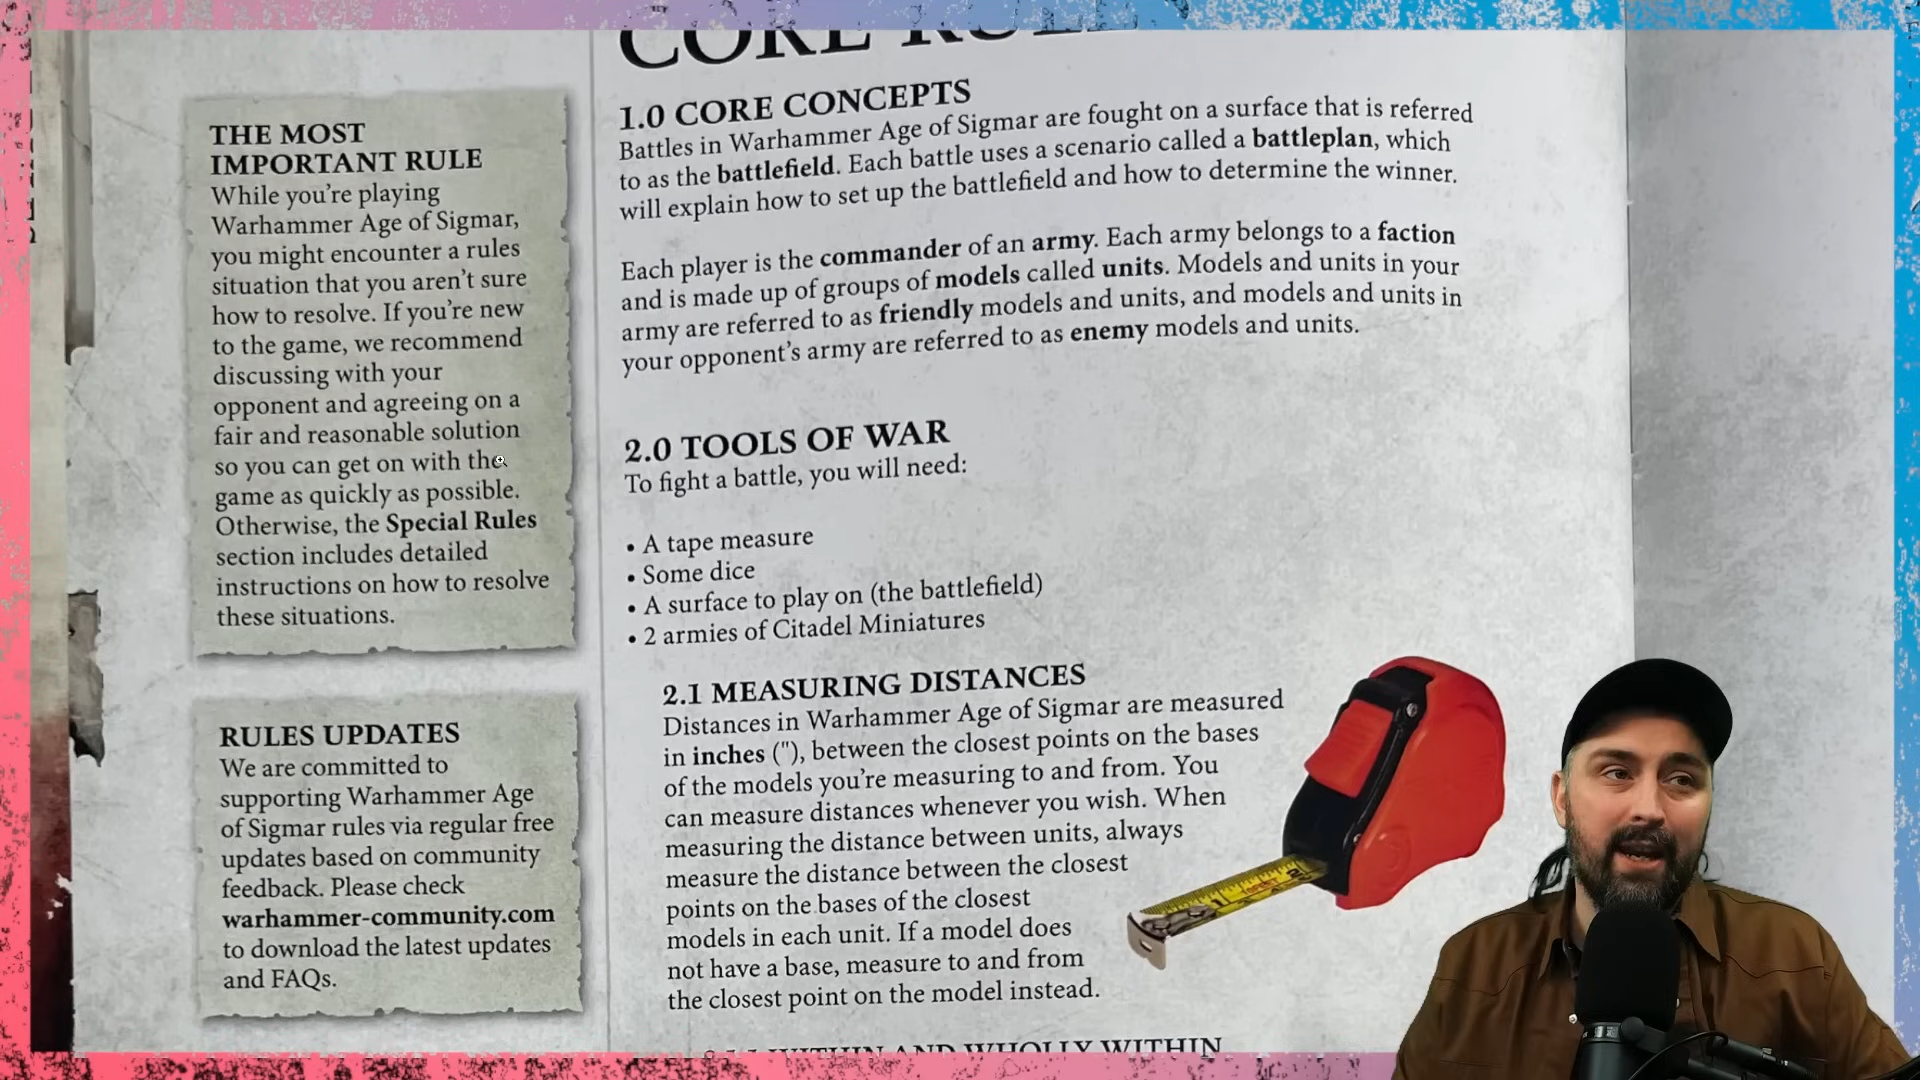 CORE RULE
THE MOST
IMPORTANT RULE
While you're playing
Warhammer Age of Sigmar,
you might encounter a rules
situation that you aren't sure
how to resolve. If you're new
to the game, we recommend
discussing with your
opponent and agreeing on a
fair and reasonable solution
so you can get on with the
game as quickly as possible.
Otherwise, the Special Rules
section includes detailed
instructions on how to resolve
these situations.
RULES UPDATES
We are committed to
supporting Warhammer Age
of Sigmar rules via regular free
updates based on community
feedback. Please check
warhammer-community.com
to download the latest updates
and FAQs.
1.0 CORE CONCEPTS
Battles in Warhammer Age of Sigmar are fought on a surface that is referred
to as the battlefield. Each battle uses a scenario called a battleplan, which
will explain how to set up the battlefield and how to determine the winner.
Each player is the commander of an army. Each army belongs to a faction
and is made up of groups of models called units. Models and units in your
army are referred to as friendly models and units, and models and units in
your opponent's army are referred to as enemy models and units.
2.0 TOOLS OF WAR
To fight a battle, you will need:
• A tape measure
• Some dice
• A surface to play on (the battlefield)
• 2 armies of Citadel Miniatures
2.1 MEASURING DISTANCES
Distances in Warhammer Age of Sigmar are measured
in inches ("), between the closest points on the bases
of the models you're measuring to and from. You
can measure distances whenever you wish. When
measuring the distance between units, always
measure the distance between the closest
points on the bases of the closest
models in each unit. If a model does
not have a base, measure to and from
the closest point on the model instead.
WITHIN AND WHOLLY WITHIN